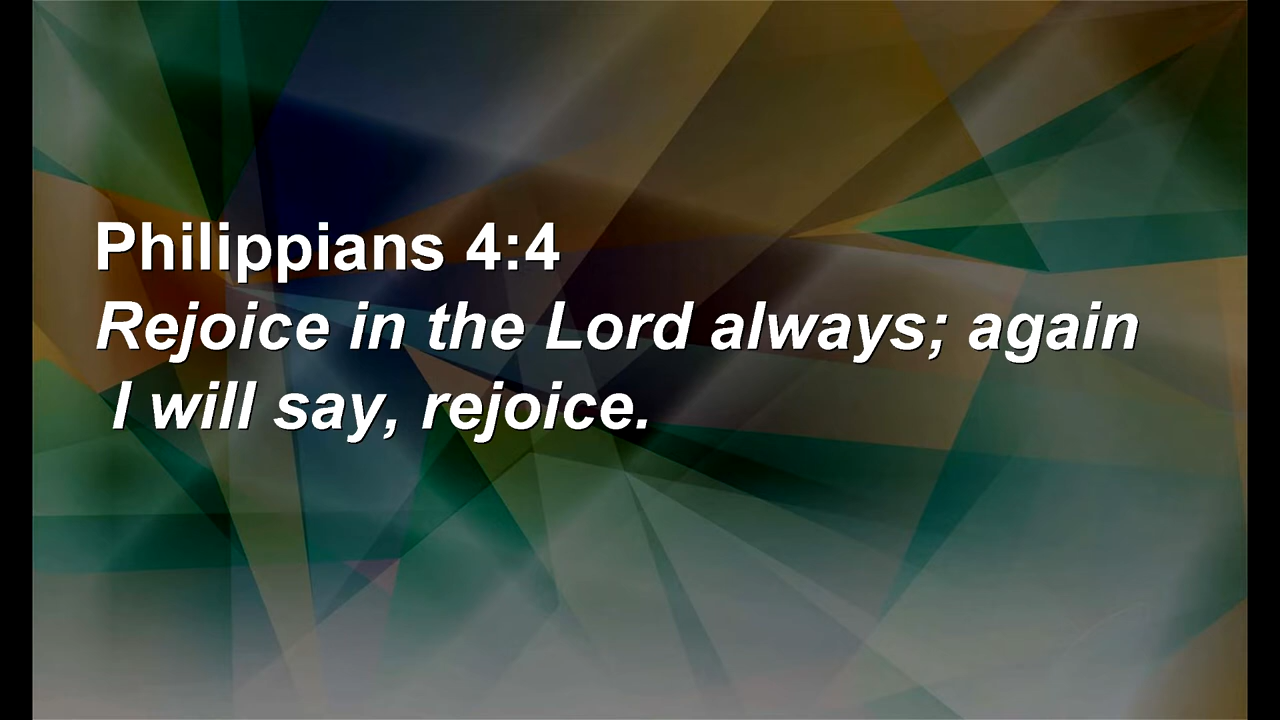 Philippians 4:4
Rejoice in the Lord always; again
I will say, rejoice.